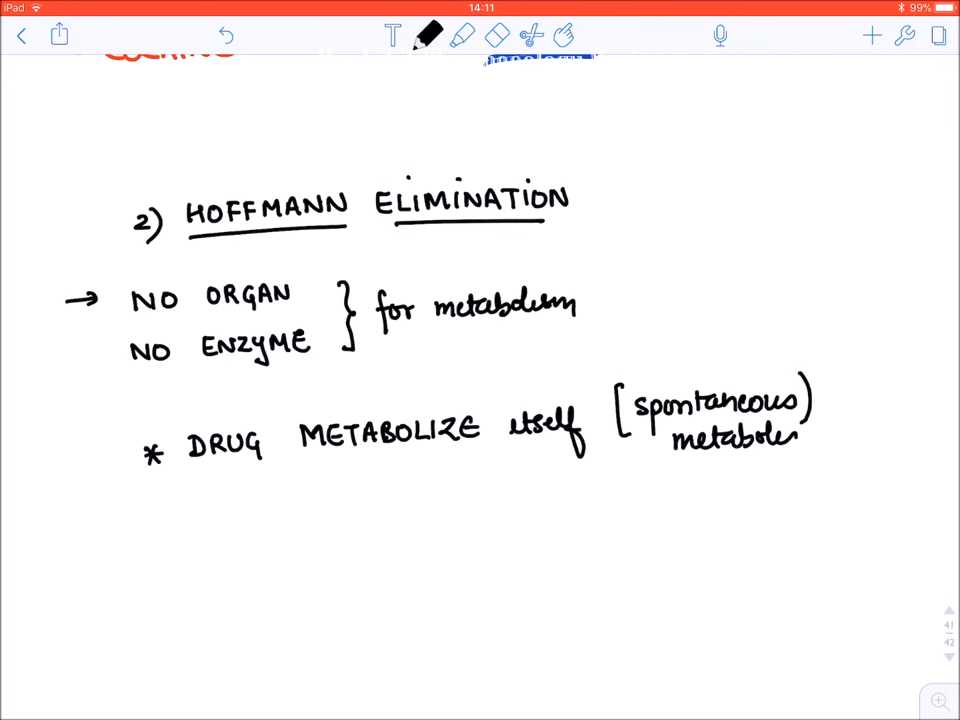 iPad 14:11 99%
T
2) HOFFMANN ELIMINATION
→ NO ORGAN
NO ENZYME } for metabolism
* DRUG METABOLIZE itself [spontaneous)
metaboles
41
42